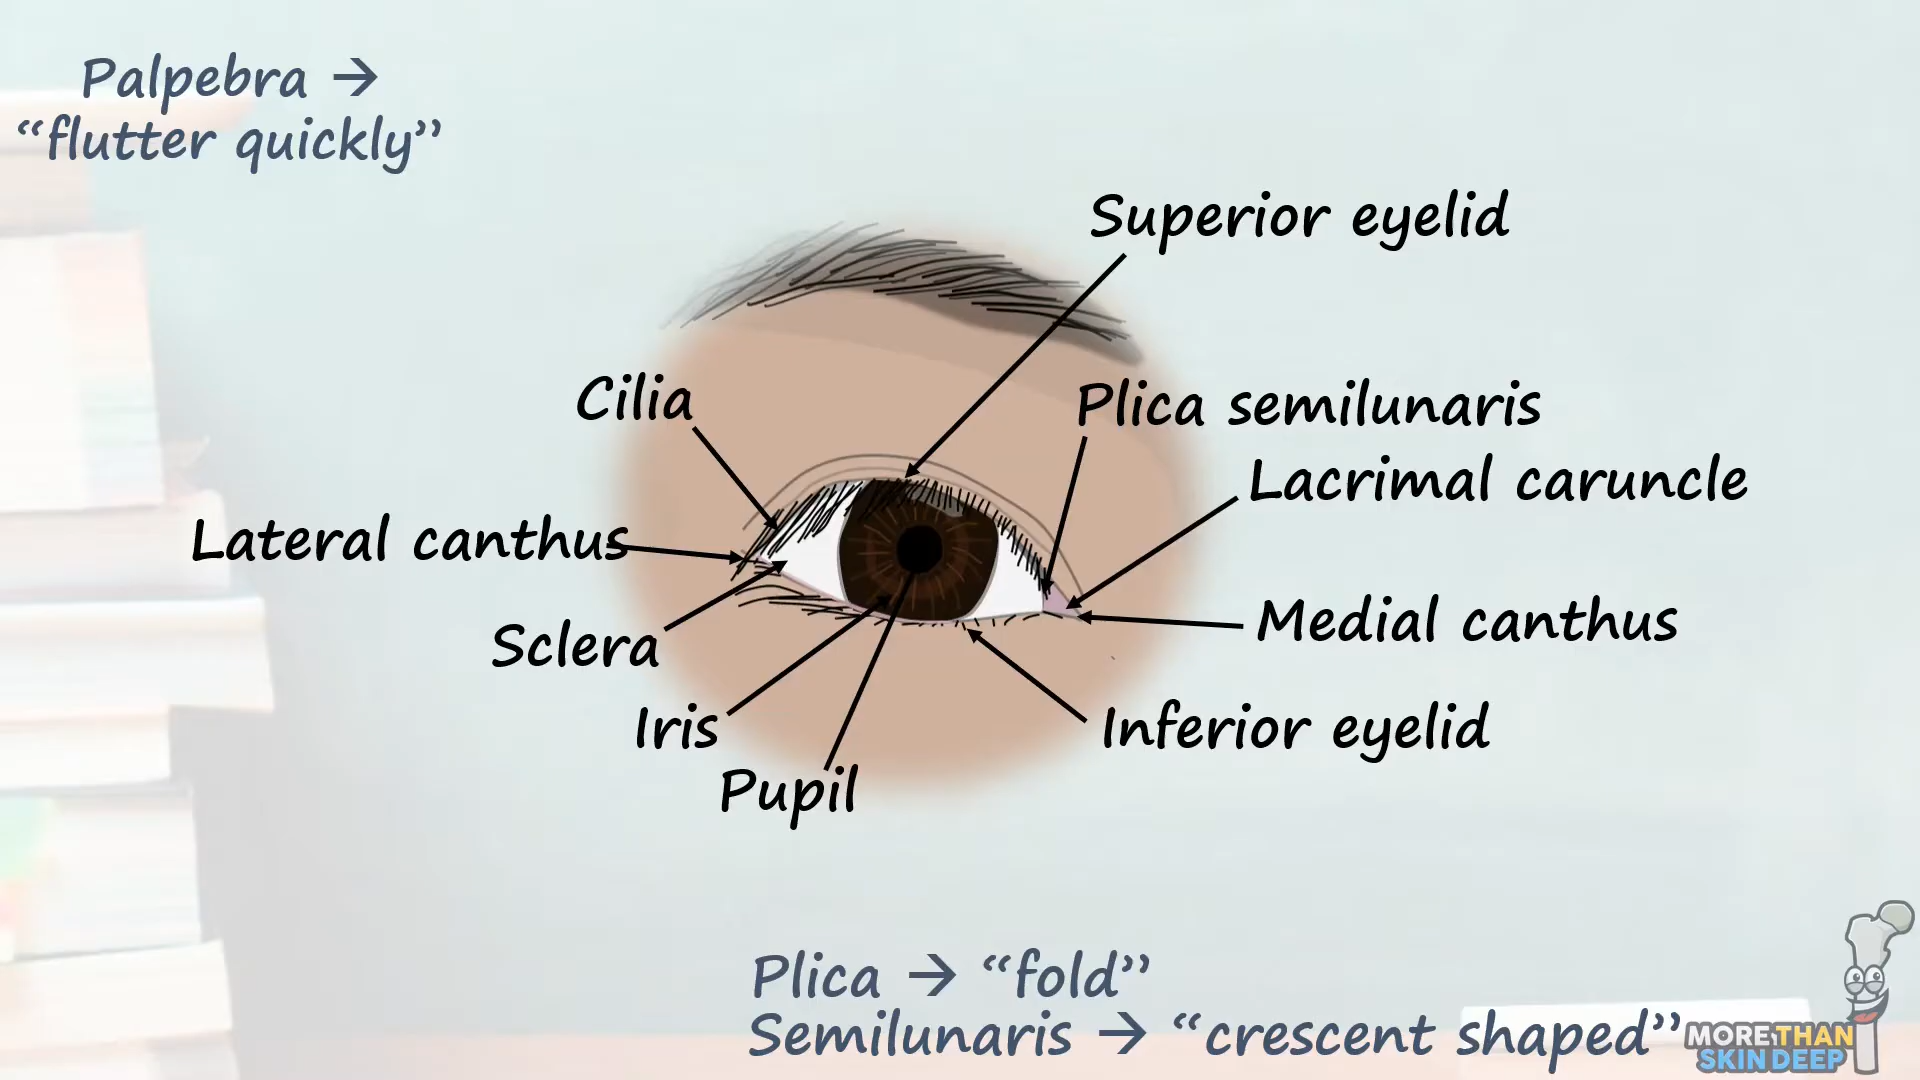 Palpebra →
“flutter quickly”
Superior eyelid
Cilia
Plica semilunaris
Lacrimal caruncle
Lateral canthus
Medial canthus
Sclera
Iris
Inferior eyelid
Pupil
Plica → “fold”
Semilunaris → “crescent shaped”
MORE THAN
SKIN DEEP